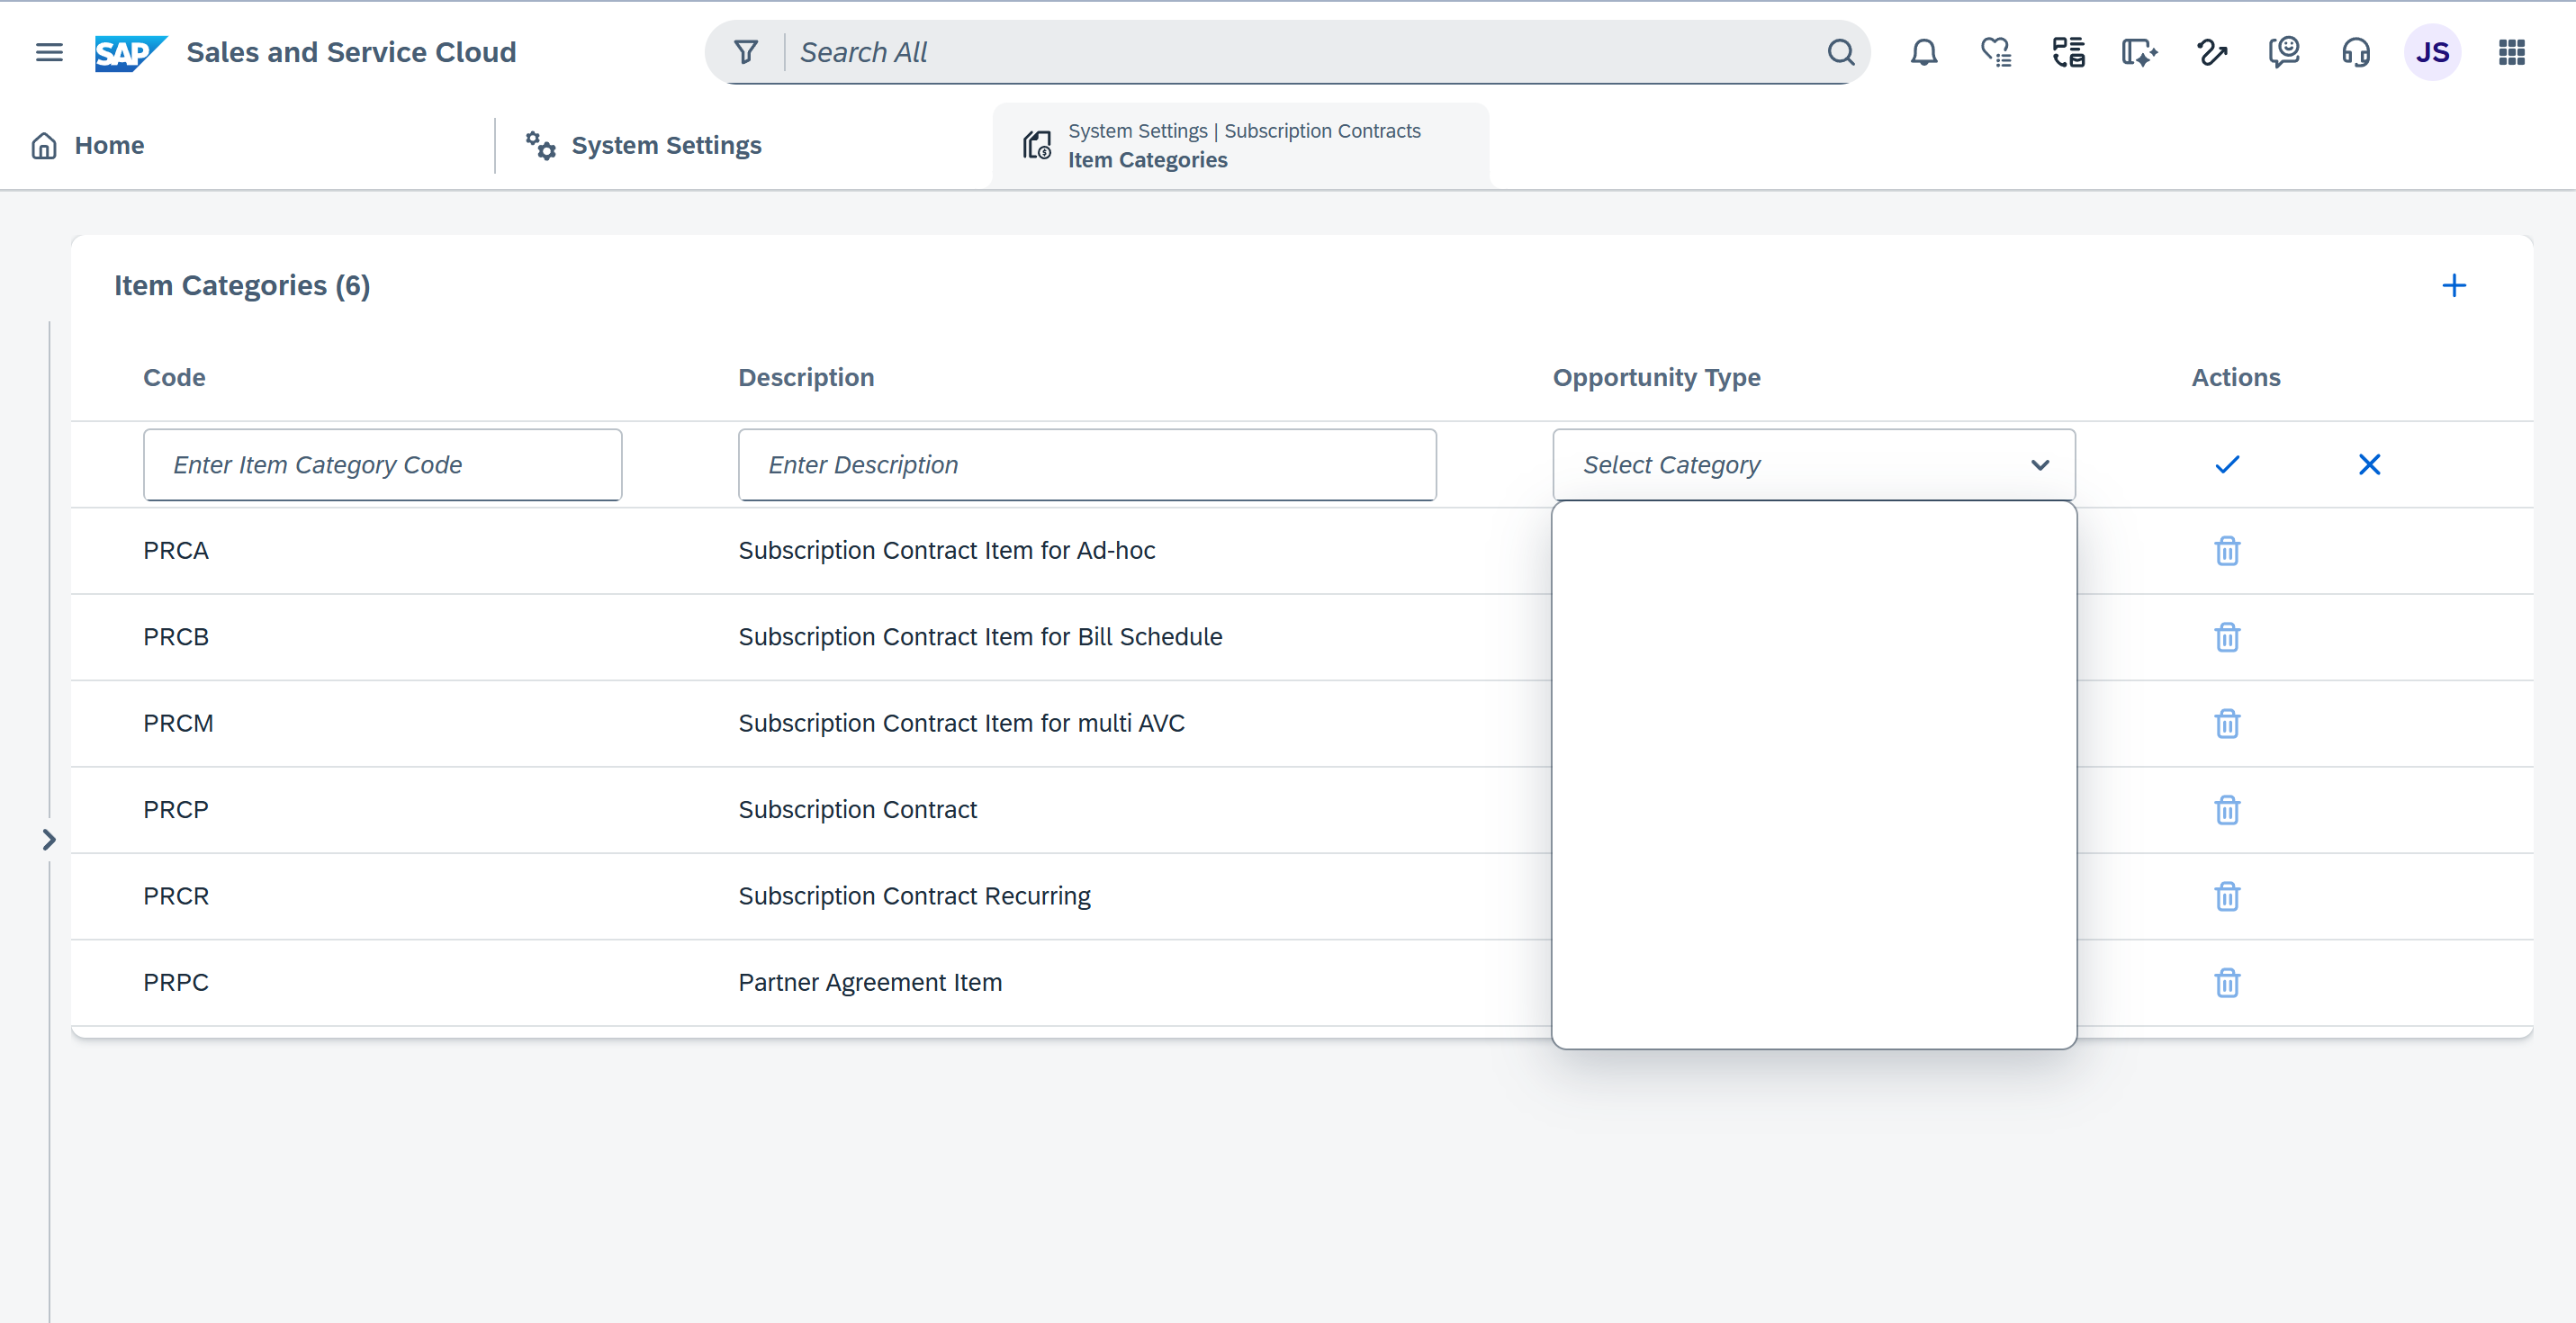 SAP Sales and Service Cloud
Search All
JS
Home
System Settings
System Settings | Subscription Contracts
Item Categories
Item Categories (6)
Code Description Opportunity Type Actions
Enter Item Category Code Enter Description Select Category
PRCA Subscription Contract Item for Ad-hoc
PRCB Subscription Contract Item for Bill Schedule
PRCM Subscription Contract Item for multi AVC
PRCP Subscription Contract
PRCR Subscription Contract Recurring
PRPC Partner Agreement Item